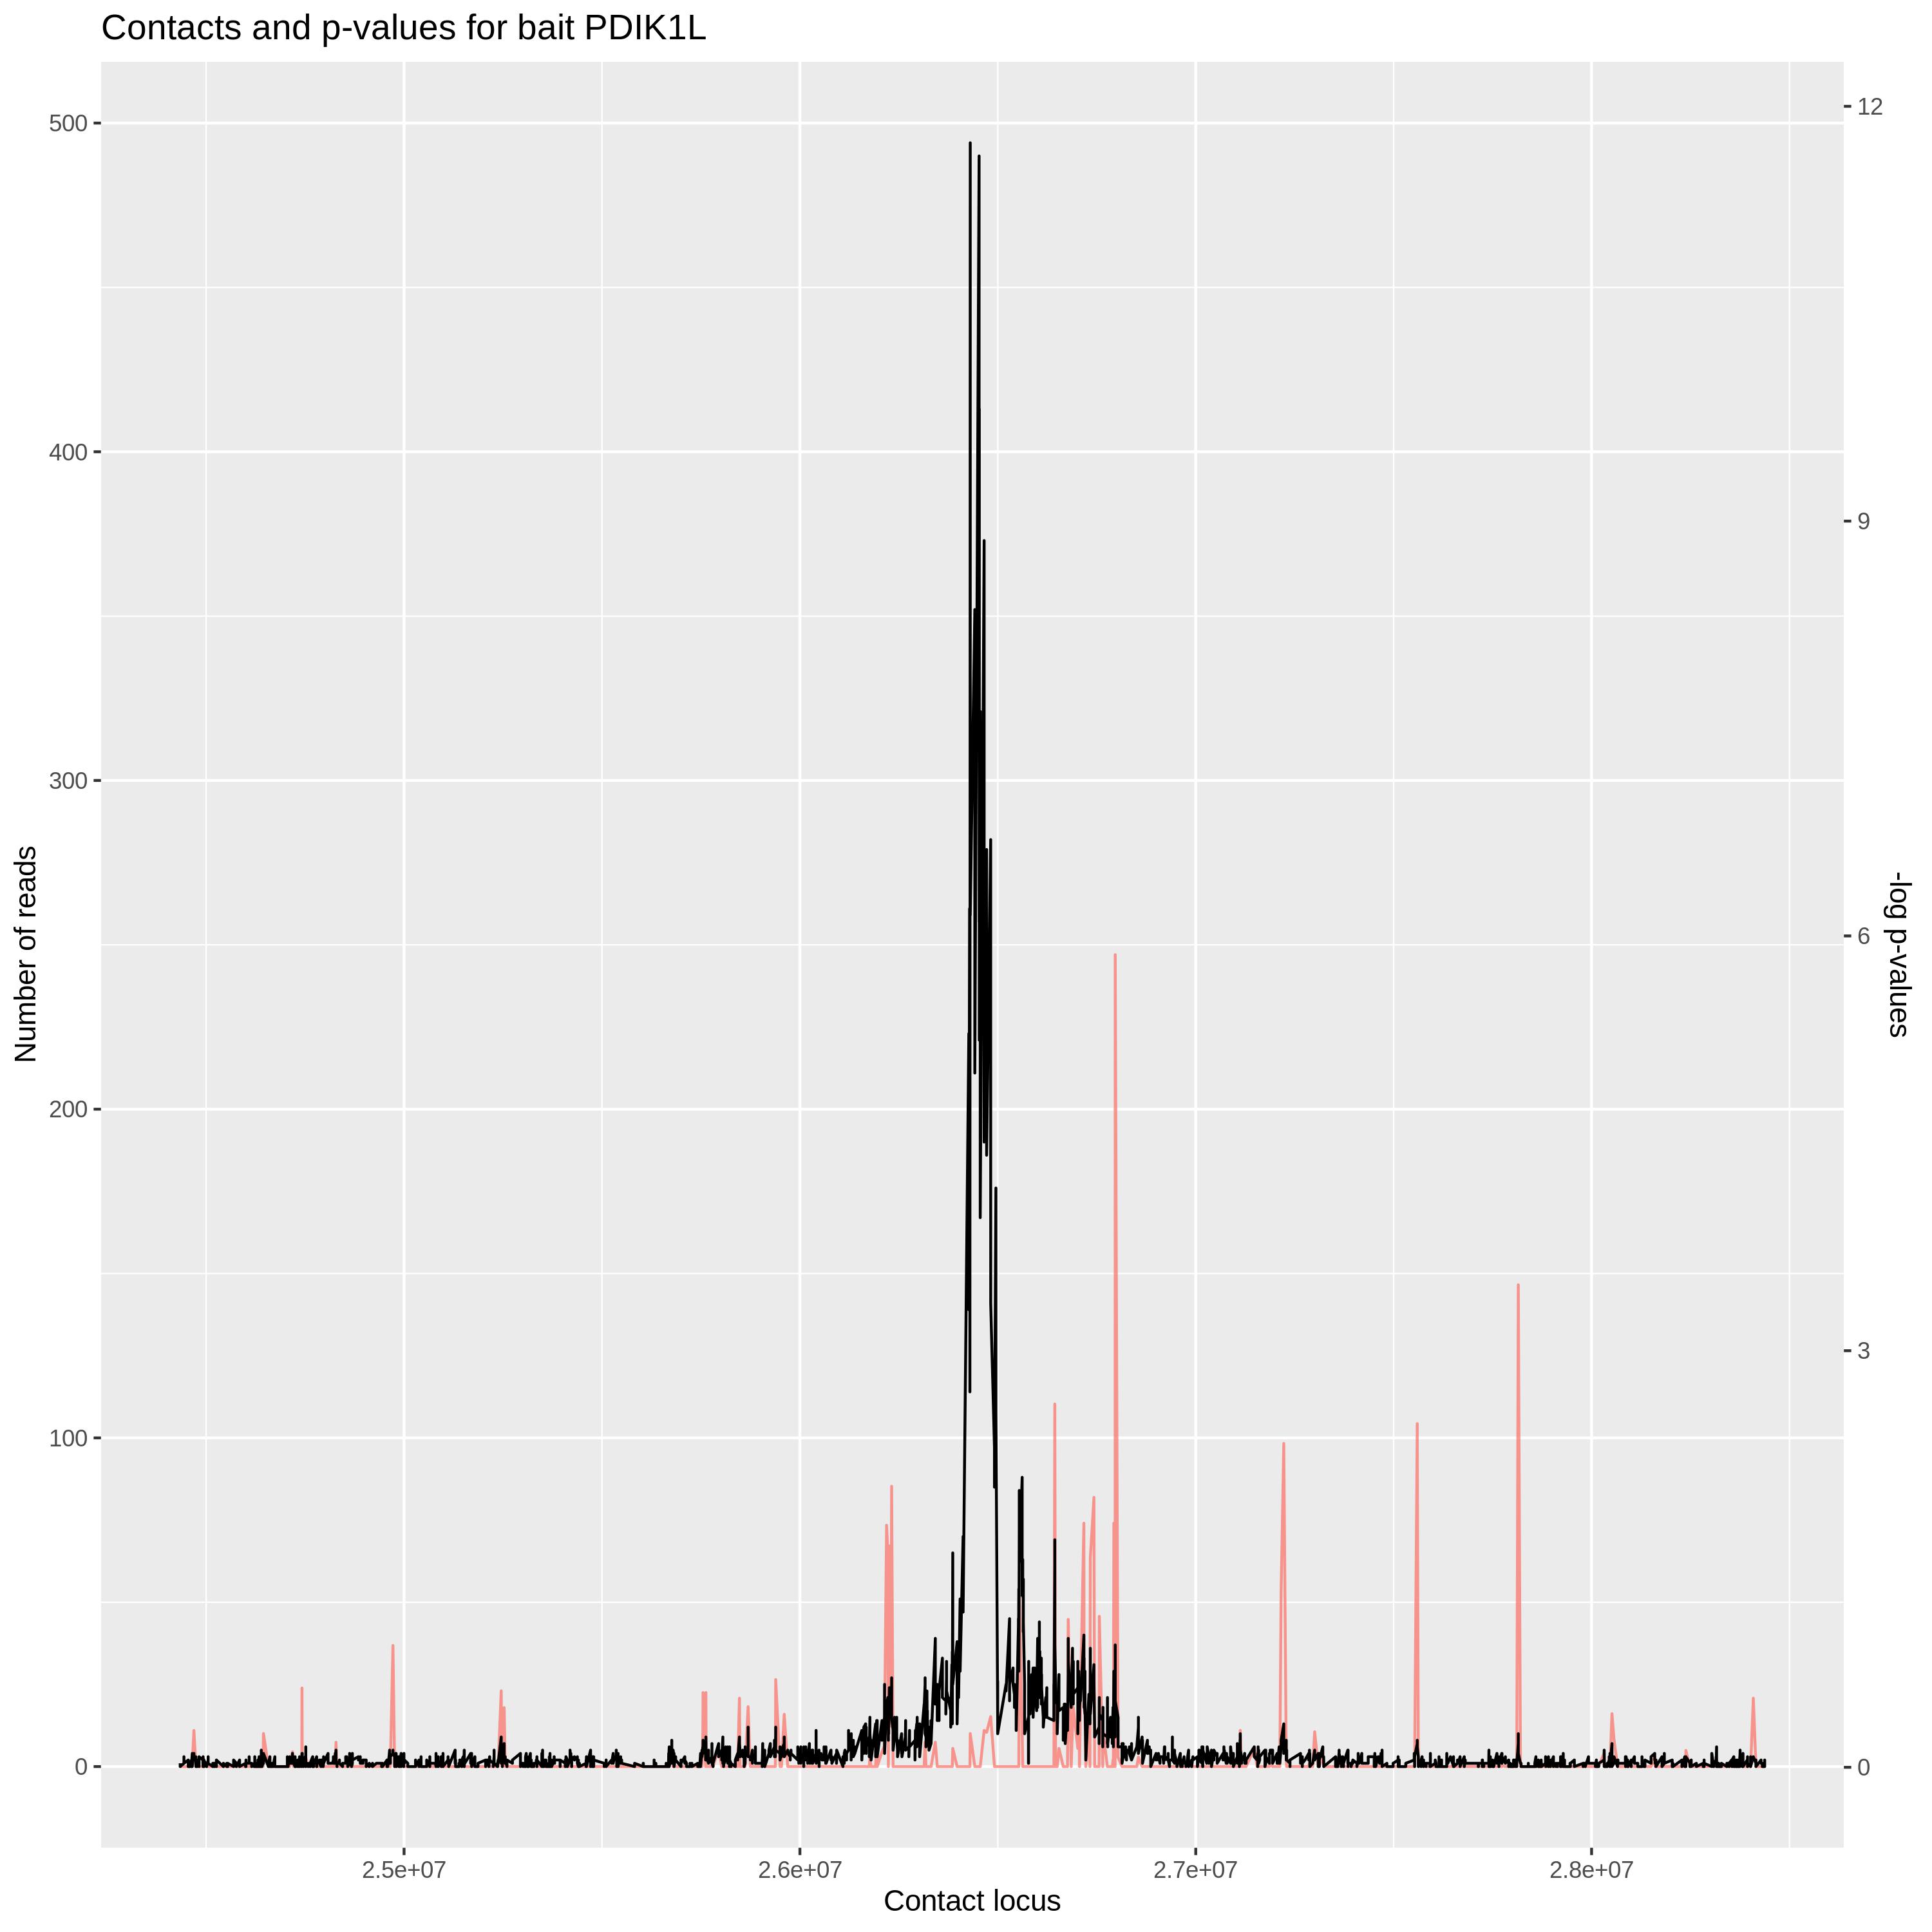 Contacts and p-values for bait PDIK1L
500
400
300
200
100
0
Number of reads
12
9
6
3
0
-log p-values
2.5e+07
2.6e+07
2.7e+07
2.8e+07
Contact locus